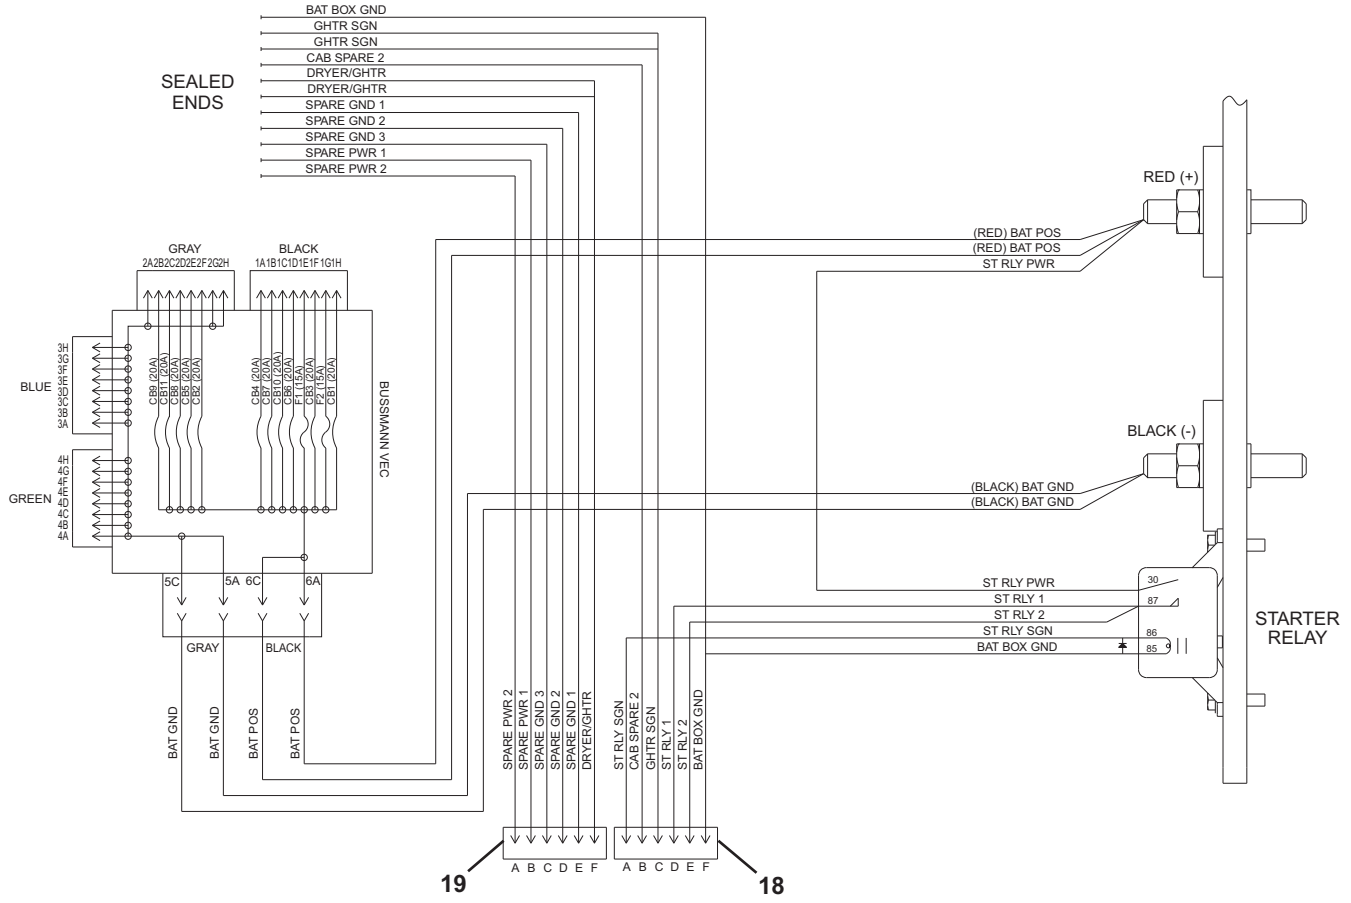 BAT BOX GND
GHTR SGN
GHTR SGN
CAB SPARE 2
DRYER/GHTR
DRYER/GHTR
SPARE GND 1
SPARE GND 2
SPARE GND 3
SPARE PWR 1
SPARE PWR 2
SEALED
ENDS
RED (+)
(RED) BAT POS
(RED) BAT POS
ST RLY PWR
GRAY
2A2B2C2D2E2F2G2H
BLACK
1A1B1C1D1E1F1G1H
BLUE
3H
3G
3F
3E
3D
3C
3B
3A
GREEN
4H
4G
4F
4E
4D
4C
4B
4A
CB9 (20A)
CB11 (20A)
CB8 (20A)
CB5 (20A)
CB2 (20A)
CB4 (20A)
CB7 (20A)
CB10 (20A)
CB6 (20A)
F1 (15A)
CB3 (20A)
F2 (15A)
CB1 (20A)
BUSSMANN VEC
BLACK (-)
(BLACK) BAT GND
(BLACK) BAT GND
5C
5A
6C
6A
GRAY
BLACK
BAT GND
BAT GND
BAT POS
BAT POS
ST RLY PWR
ST RLY 1
ST RLY 2
ST RLY SGN
BAT BOX GND
30
87
86
85
STARTER
RELAY
SPARE PWR 2
SPARE PWR 1
SPARE GND 3
SPARE GND 2
SPARE GND 1
DRYER/GHTR
ST RLY SGN
CAB SPARE 2
GHTR SGN
ST RLY 1
ST RLY 2
BAT BOX GND
A B C D E F
A B C D E F
19
18